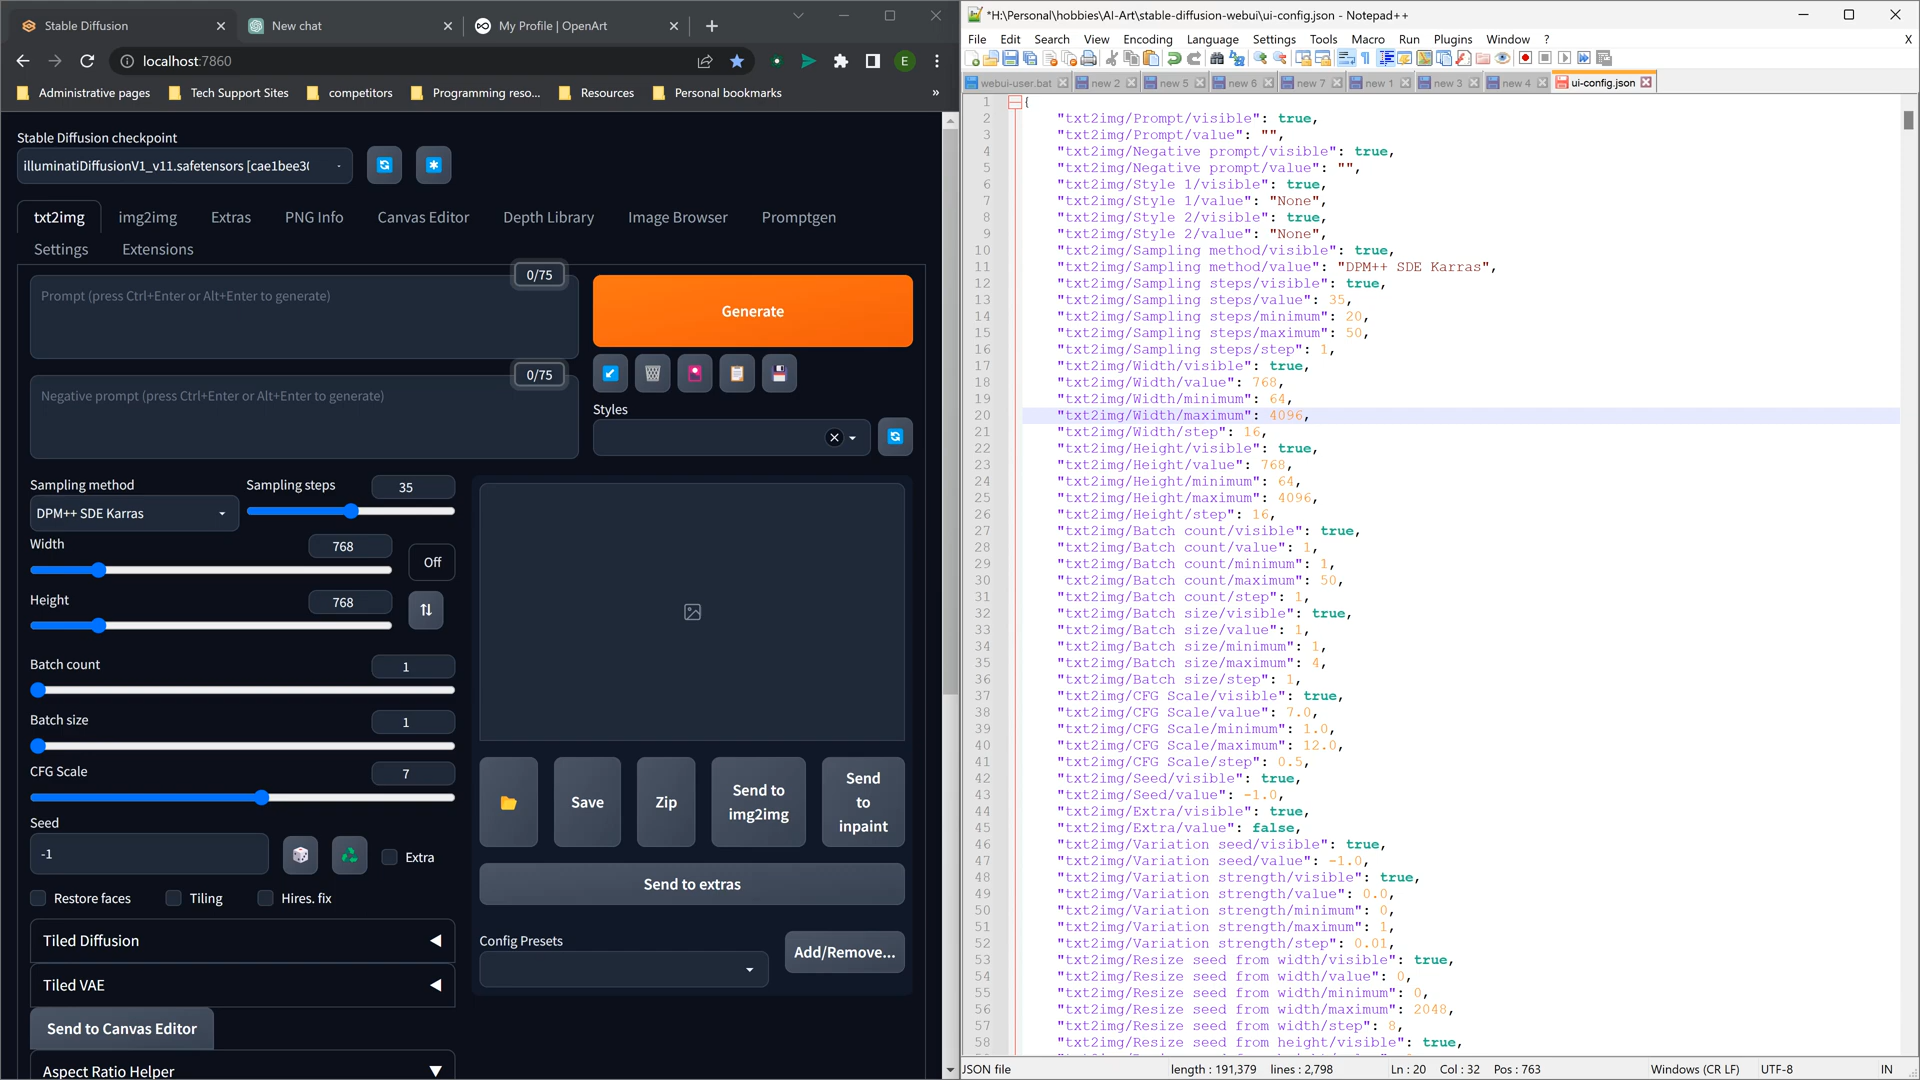 Stable Diffusion
New chat
My Profile | OpenArt
localhost:7860
E
Administrative pages
Tech Support Sites
competitors
Programming reso...
Resources
Personal bookmarks
»
Stable Diffusion checkpoint
illuminatiDiffusionV1_v11.safetensors [cae1bee3(
txt2img
img2img
Extras
PNG Info
Canvas Editor
Depth Library
Image Browser
Promptgen
Settings
Extensions
0/75
Prompt (press Ctrl+Enter or Alt+Enter to generate)
Generate
0/75
Negative prompt (press Ctrl+Enter or Alt+Enter to generate)
Styles
Sampling method
DPM++ SDE Karras
Sampling steps
35
Width
768
Off
Height
768
Batch count
1
Batch size
1
CFG Scale
7
Seed
-1
Extra
Restore faces
Tiling
Hires. fix
Tiled Diffusion
Tiled VAE
Send to Canvas Editor
Aspect Ratio Helper
Save
Zip
Send to
img2img
Send
to
inpaint
Send to extras
Config Presets
Add/Remove...
*H:\Personal\hobbies\AI-Art\stable-diffusion-webui\ui-config.json - Notepad++
File Edit Search View Encoding Language Settings Tools Macro Run Plugins Window ? X
webui-user.bat new 2 new 5 new 6 new 7 new 1 new 3 new 4 ui-config.json
1 {
2 "txt2img/Prompt/visible": true,
3 "txt2img/Prompt/value": "",
4 "txt2img/Negative prompt/visible": true,
5 "txt2img/Negative prompt/value": "",
6 "txt2img/Style 1/visible": true,
7 "txt2img/Style 1/value": "None",
8 "txt2img/Style 2/visible": true,
9 "txt2img/Style 2/value": "None",
10 "txt2img/Sampling method/visible": true,
11 "txt2img/Sampling method/value": "DPM++ SDE Karras",
12 "txt2img/Sampling steps/visible": true,
13 "txt2img/Sampling steps/value": 35,
14 "txt2img/Sampling steps/minimum": 20,
15 "txt2img/Sampling steps/maximum": 50,
16 "txt2img/Sampling steps/step": 1,
17 "txt2img/Width/visible": true,
18 "txt2img/Width/value": 768,
19 "txt2img/Width/minimum": 64,
20 "txt2img/Width/maximum": 4096,
21 "txt2img/Width/step": 16,
22 "txt2img/Height/visible": true,
23 "txt2img/Height/value": 768,
24 "txt2img/Height/minimum": 64,
25 "txt2img/Height/maximum": 4096,
26 "txt2img/Height/step": 16,
27 "txt2img/Batch count/visible": true,
28 "txt2img/Batch count/value": 1,
29 "txt2img/Batch count/minimum": 1,
30 "txt2img/Batch count/maximum": 50,
31 "txt2img/Batch count/step": 1,
32 "txt2img/Batch size/visible": true,
33 "txt2img/Batch size/value": 1,
34 "txt2img/Batch size/minimum": 1,
35 "txt2img/Batch size/maximum": 4,
36 "txt2img/Batch size/step": 1,
37 "txt2img/CFG Scale/visible": true,
38 "txt2img/CFG Scale/value": 7.0,
39 "txt2img/CFG Scale/minimum": 1.0,
40 "txt2img/CFG Scale/maximum": 12.0,
41 "txt2img/CFG Scale/step": 0.5,
42 "txt2img/Seed/visible": true,
43 "txt2img/Seed/value": -1.0,
44 "txt2img/Extra/visible": true,
45 "txt2img/Extra/value": false,
46 "txt2img/Variation seed/visible": true,
47 "txt2img/Variation seed/value": -1.0,
48 "txt2img/Variation strength/visible": true,
49 "txt2img/Variation strength/value": 0.0,
50 "txt2img/Variation strength/minimum": 0,
51 "txt2img/Variation strength/maximum": 1,
52 "txt2img/Variation strength/step": 0.01,
53 "txt2img/Resize seed from width/visible": true,
54 "txt2img/Resize seed from width/value": 0,
55 "txt2img/Resize seed from width/minimum": 0,
56 "txt2img/Resize seed from width/maximum": 2048,
57 "txt2img/Resize seed from width/step": 8,
58 "txt2img/Resize seed from height/visible": true,
JSON file length : 191,379 lines : 2,798 Ln : 20 Col : 32 Pos : 763 Windows (CR LF) UTF-8 IN